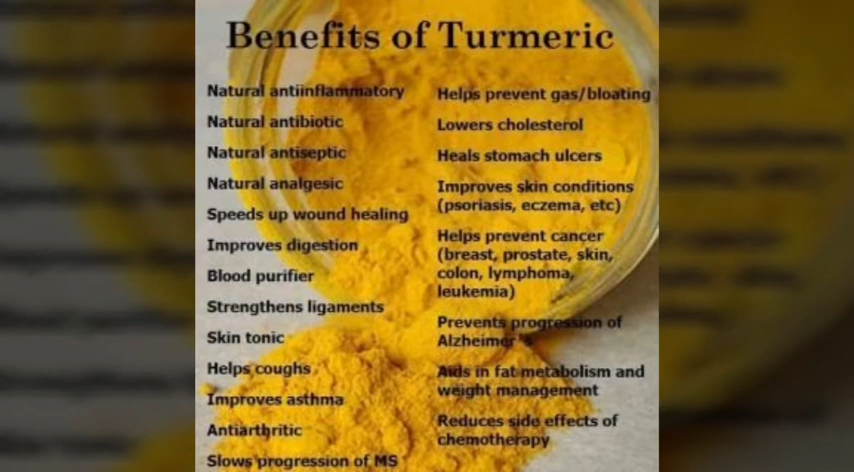 Benefits of Turmeric
Natural antiinflammatory
Natural antibiotic
Natural antiseptic
Natural analgesic
Speeds up wound healing
Improves digestion
Blood purifier
Strengthens ligaments
Skin tonic
Helps coughs
Improves asthma
Antiarthritic
Slows progression of MS
Helps prevent gas/bloating
Lowers cholesterol
Heals stomach ulcers
Improves skin conditions
(psoriasis, eczema, etc)
Helps prevent cancer
(breast, prostate, skin,
colon, lymphoma,
leukemia)
Prevents progression of
Alzheimer's
Aids in fat metabolism and
weight management
Reduces side effects of
chemotherapy